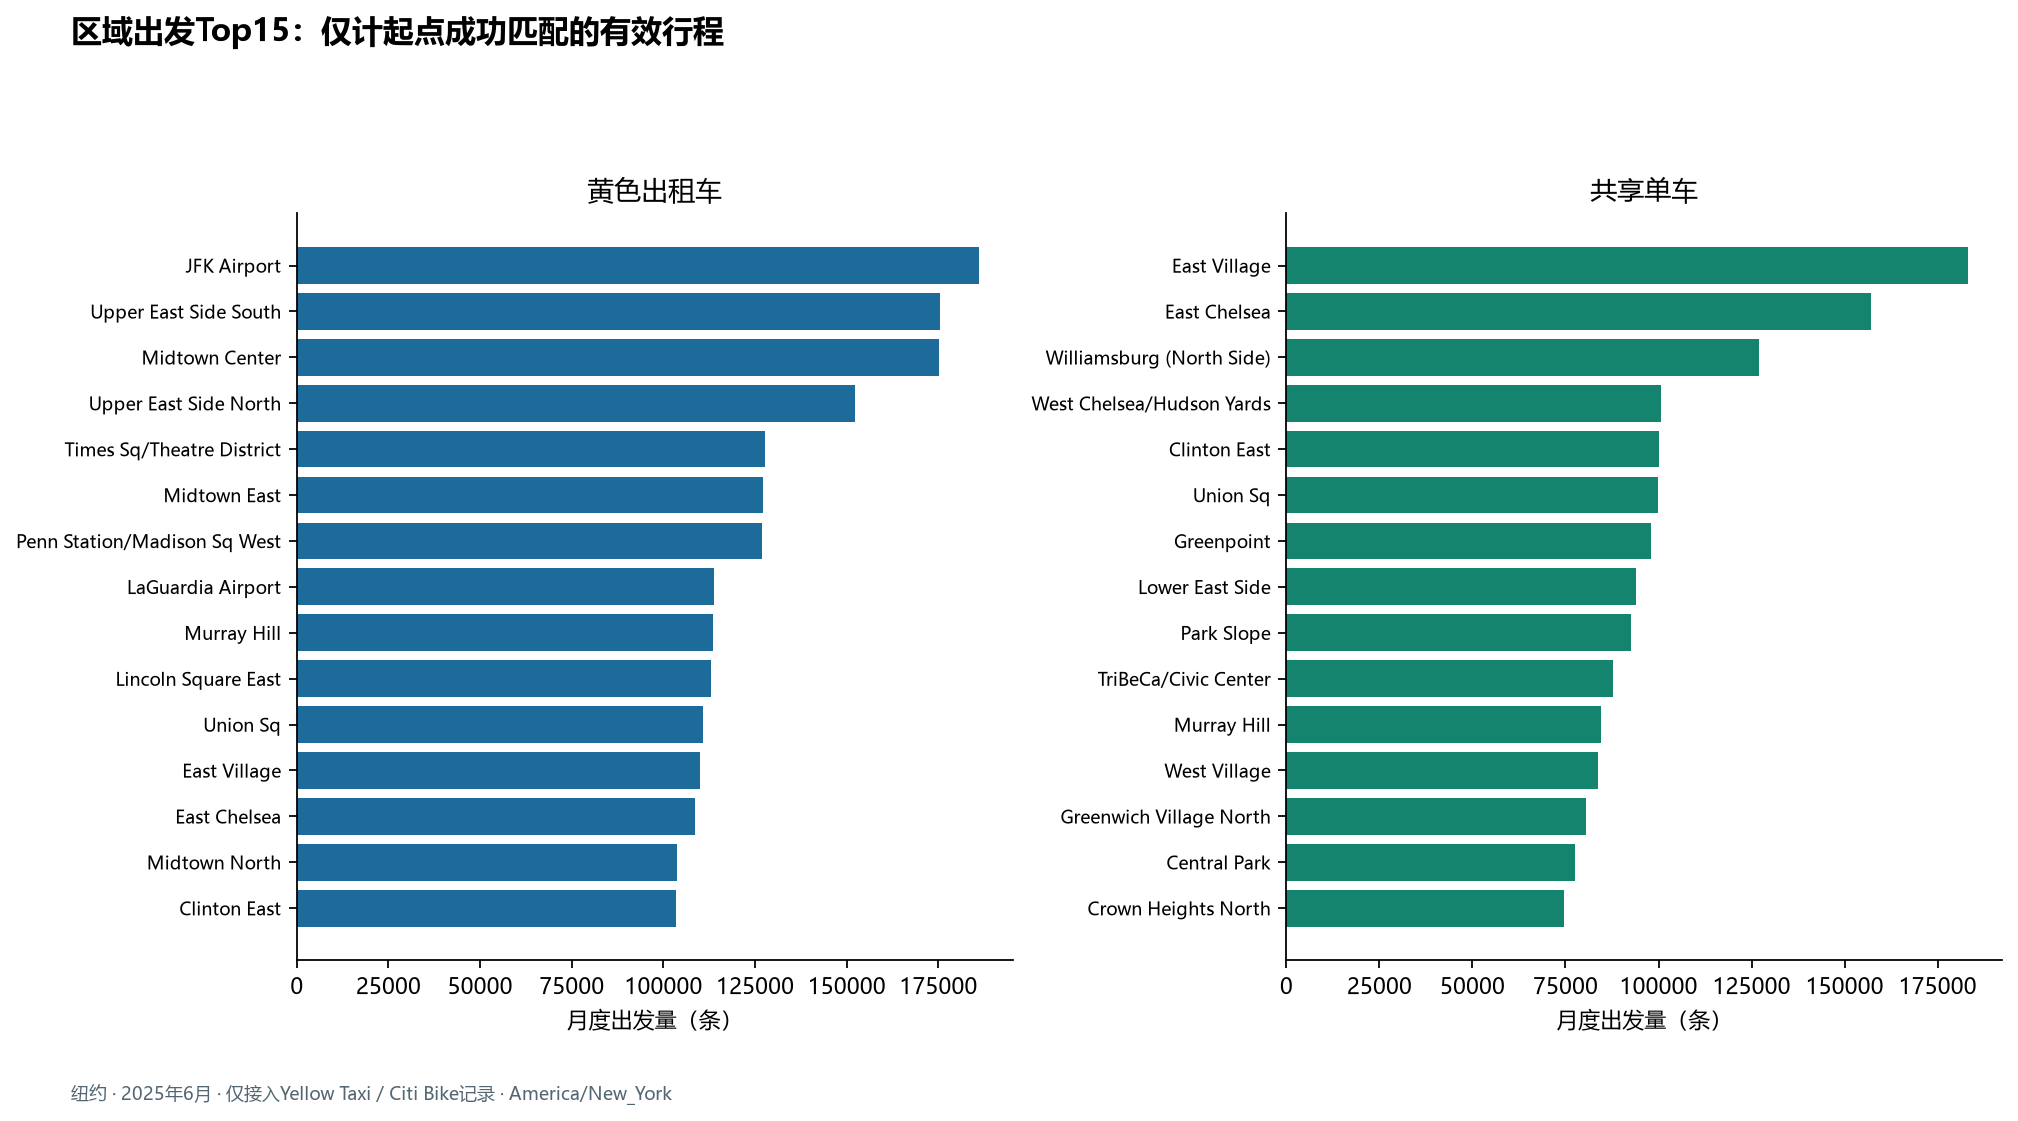 区域出发Top15：仅计起点成功匹配的有效行程
黄色出租车
JFK Airport
Upper East Side South
Midtown Center
Upper East Side North
Times Sq/Theatre District
Midtown East
Penn Station/Madison Sq West
LaGuardia Airport
Murray Hill
Lincoln Square East
Union Sq
East Village
East Chelsea
Midtown North
Clinton East
0 25000 50000 75000 100000 125000 150000 175000
月度出发量（条）
共享单车
East Village
East Chelsea
Williamsburg (North Side)
West Chelsea/Hudson Yards
Clinton East
Union Sq
Greenpoint
Lower East Side
Park Slope
TriBeCa/Civic Center
Murray Hill
West Village
Greenwich Village North
Central Park
Crown Heights North
0 25000 50000 75000 100000 125000 150000 175000
月度出发量（条）
纽约 · 2025年6月 · 仅接入Yellow Taxi / Citi Bike记录 · America/New_York